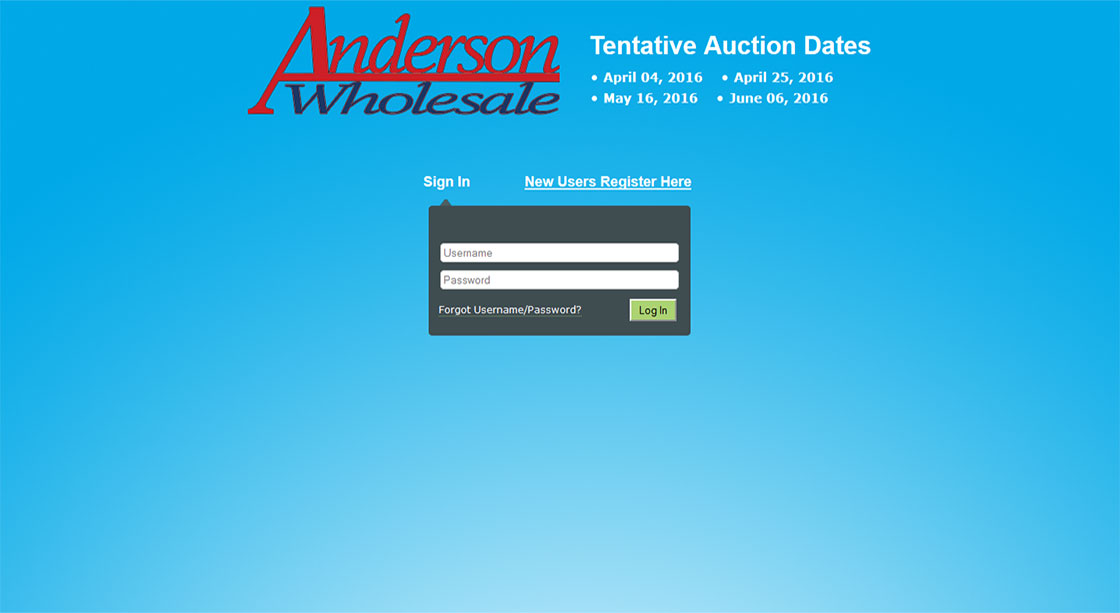 Anderson
Wholesale
Tentative Auction Dates
• April 04, 2016 • April 25, 2016
• May 16, 2016 • June 06, 2016
Sign In New Users Register Here
Username
Password
Forgot Username/Password? Log In